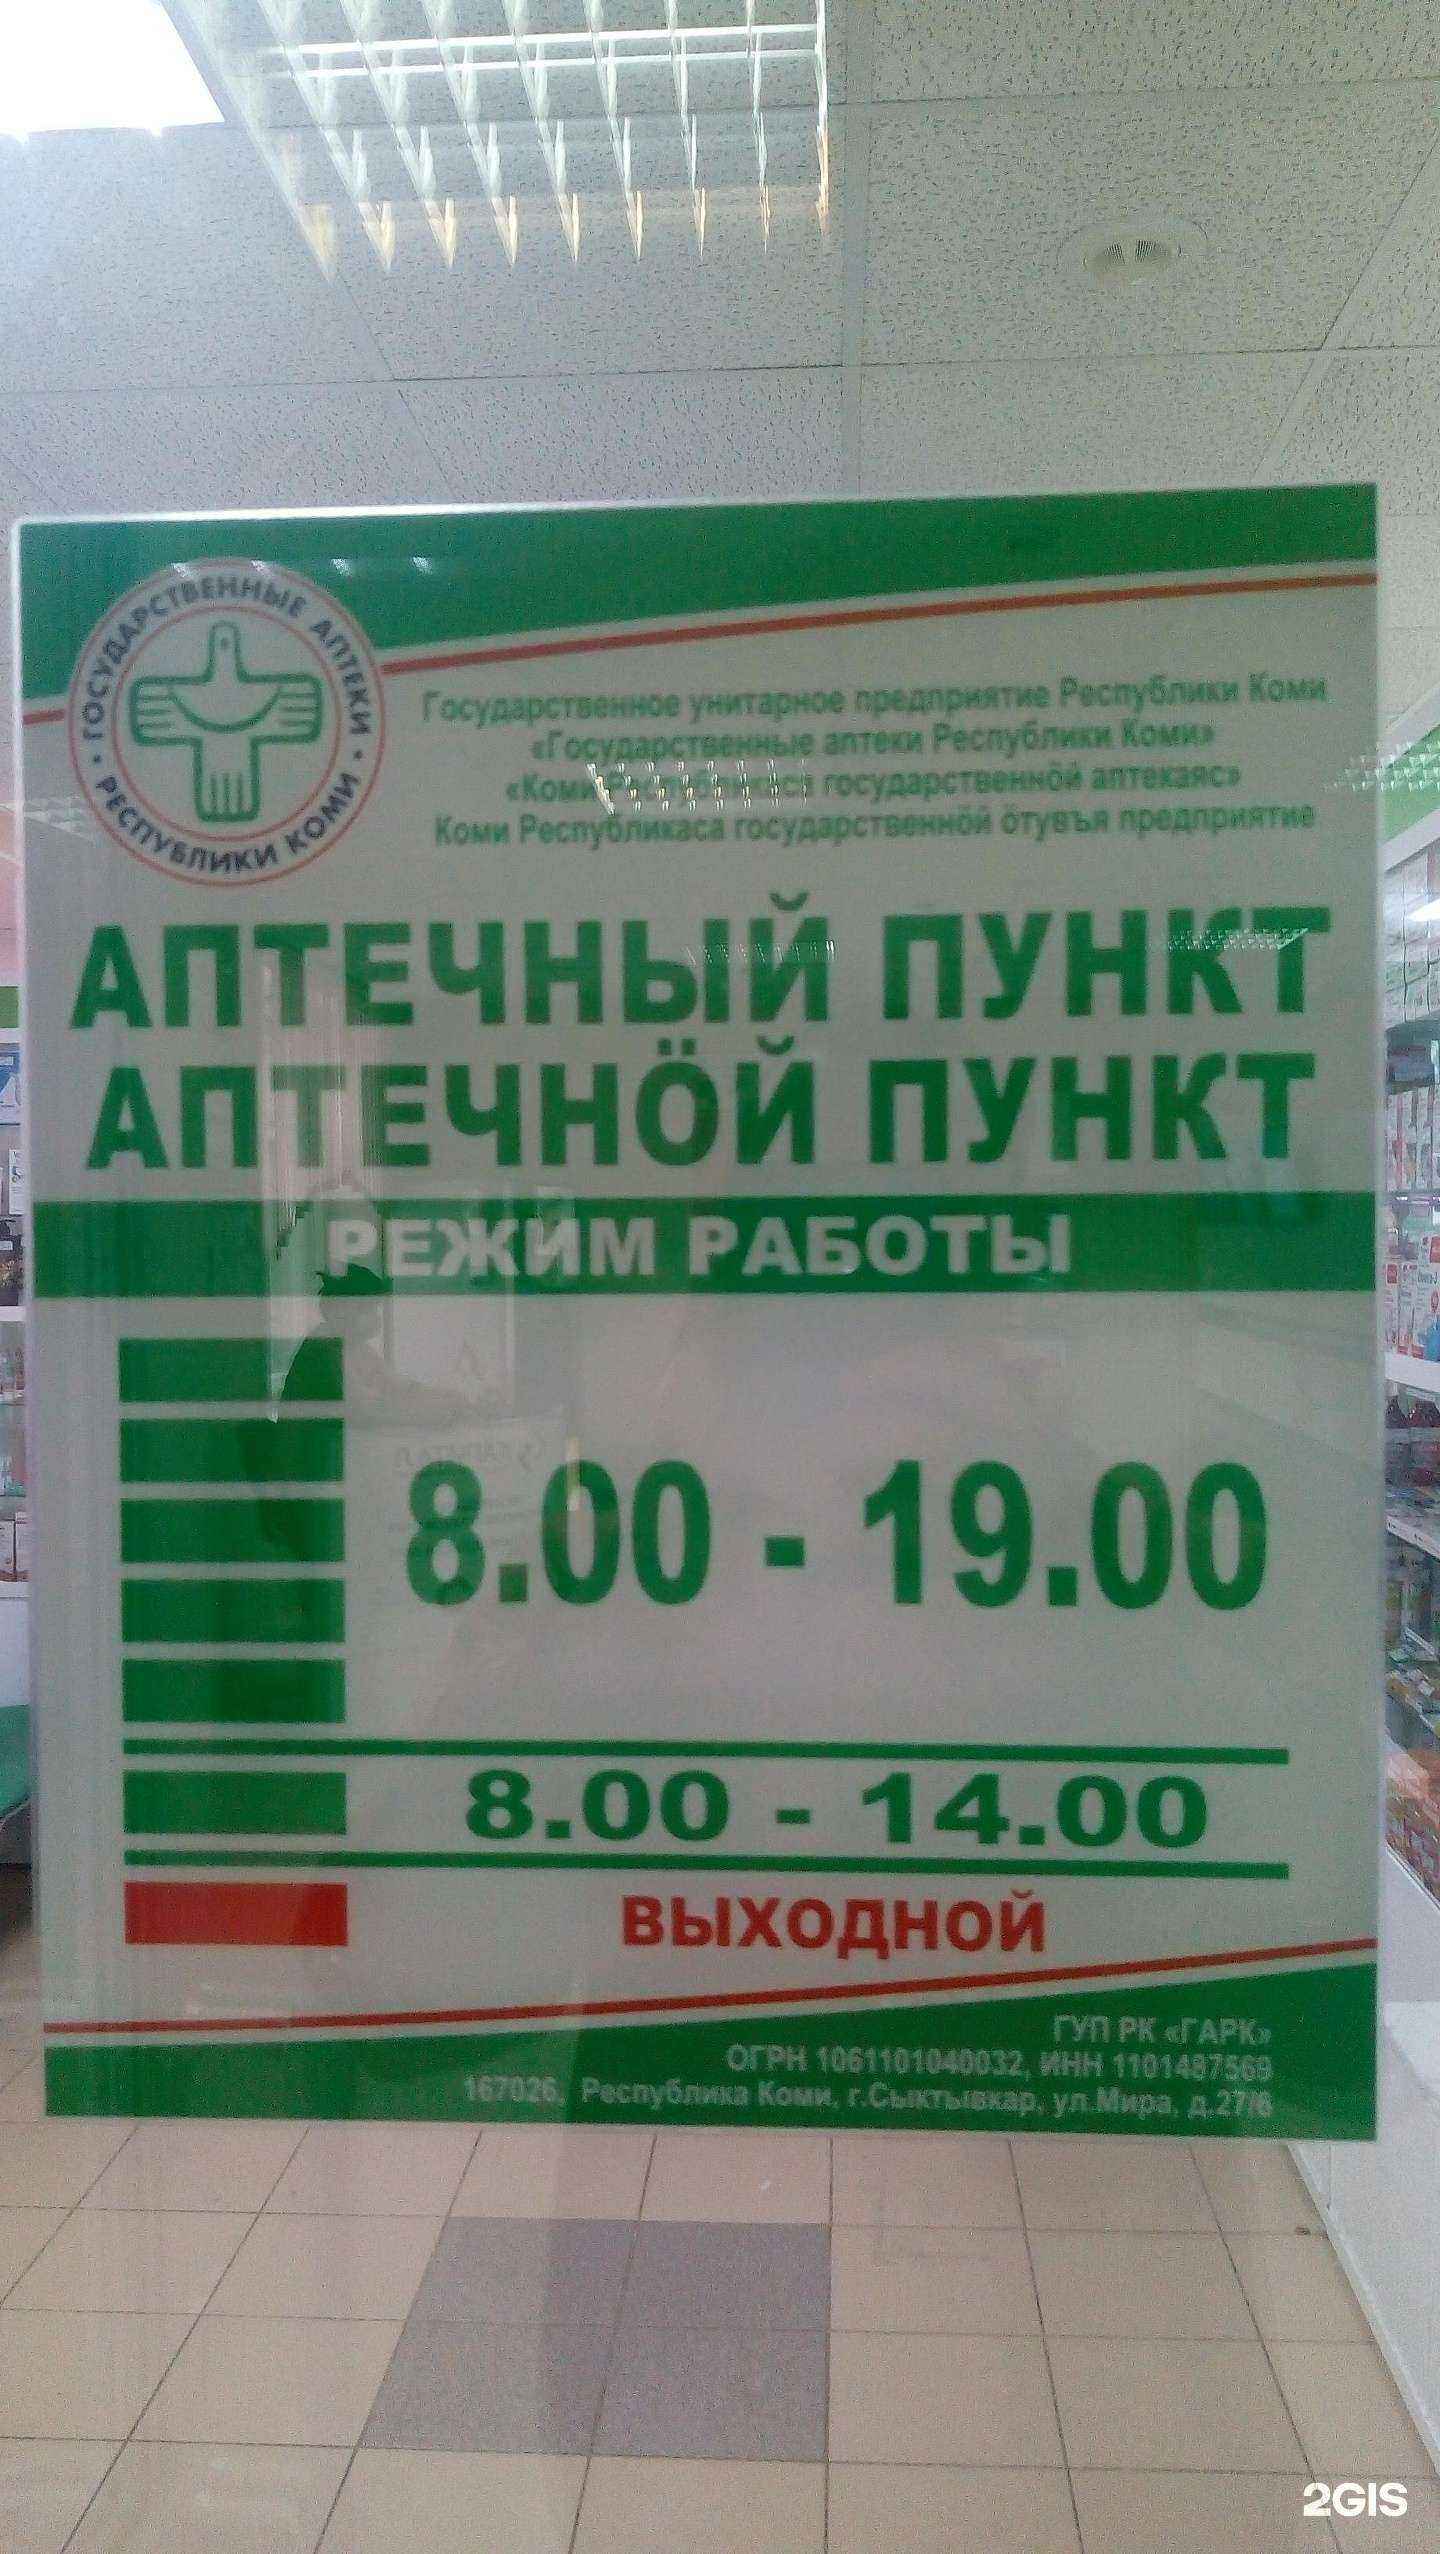 ГОСУДАРСТВЕННЫЕ АПТЕКИ • РЕСПУБЛИКИ КОМИ •
Государственное унитарное предприятие Республики Коми
«Государственные аптеки Республики Коми»
«Коми Республикаса государственнӧй аптекаяс»
Коми Республикаса государственнӧй ӧтувъя предприятие
АПТЕЧНЫЙ ПУНКТ
АПТЕЧНӦЙ ПУНКТ
РЕЖИМ РАБОТЫ
8.00 - 19.00
8.00 - 14.00
ВЫХОДНОЙ
ГУП РК «ГАРК»
ОГРН 1061101040032, ИНН 1101487569
167026, Республика Коми, г.Сыктывкар, ул.Мира, д.27/6
2GIS